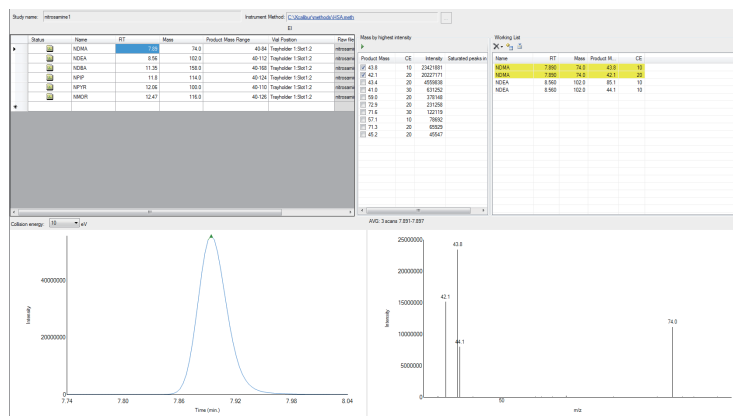 Study name: nitrosamine1 Instrument Method: C:\Xcalibur\methods\HSA.meth ...
EI
Status Name RT Mass Product Mass Range Vial Position Raw file
NDMA 7.89 74.0 40-84 Trayholder 1:Slot1:2 nitrosami
NDEA 8.56 102.0 40-112 Trayholder 1:Slot1:2 nitrosami
NDBA 11.35 158.0 40-168 Trayholder 1:Slot1:2 nitrosami
NPIP 11.8 114.0 40-124 Trayholder 1:Slot1:2 nitrosami
NPYR 12.06 100.0 40-110 Trayholder 1:Slot1:2 nitrosami
NMOR 12.47 116.0 40-126 Trayholder 1:Slot1:2 nitrosami
Mass by highest intensity
Product Mass CE Intensity Saturated peaks in
43.8 10 23421881
42.1 20 20227171
43.4 20 4559838
41.0 30 631252
59.0 20 378148
72.9 20 231258
71.6 30 122119
57.1 10 78692
71.3 20 65929
45.2 20 45547
Working List
Name RT Mass Product M... CE
NDMA 7.890 74.0 43.8 10
NDMA 7.890 74.0 42.1 20
NDEA 8.560 102.0 85.1 10
NDEA 8.560 102.0 44.1 10
Collision energy: 10 eV
AVG: 3 scans 7.891-7.897
Intensity
40000000
20000000
0
7.74 7.80 7.86 7.92 7.98 8.04
Time (min.)
Intensity
25000000
20000000
15000000
10000000
5000000
0
43.8
42.1
44.1
74.0
50
m/z